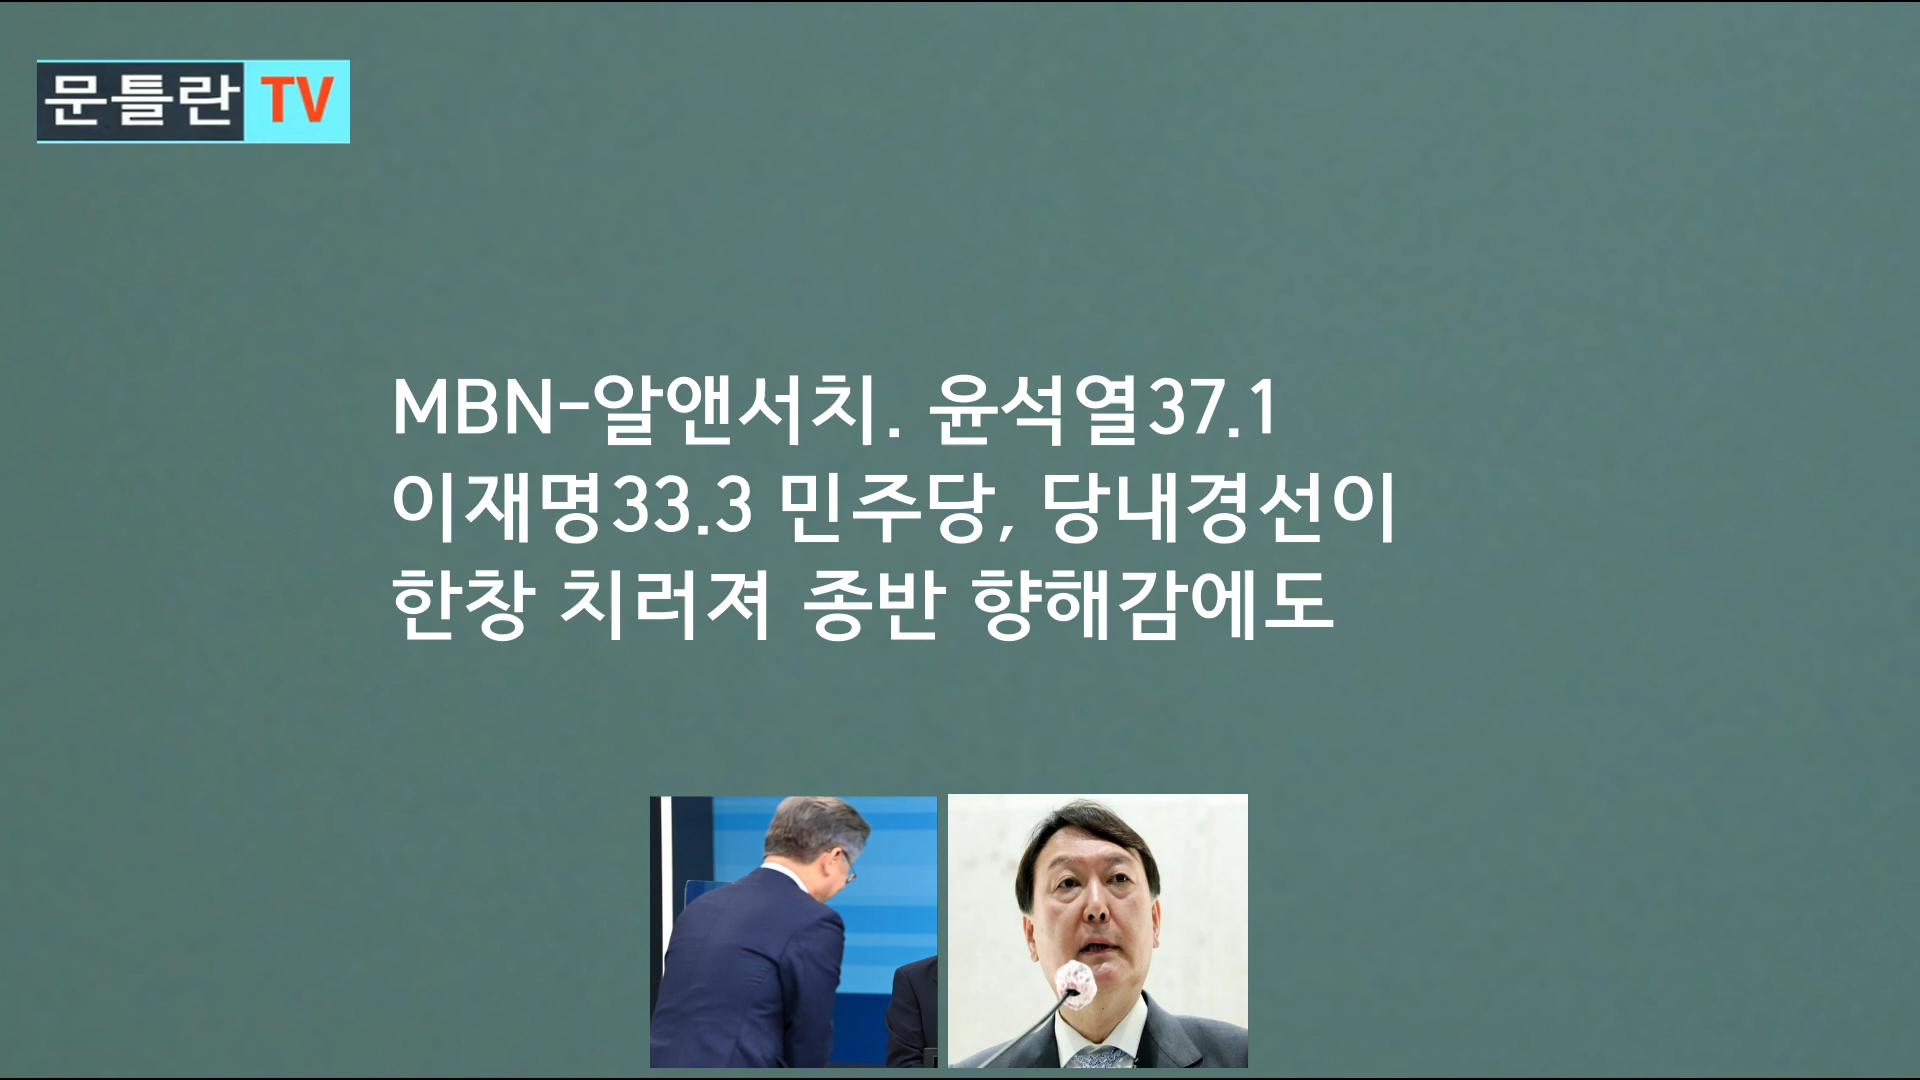 문틀란 TV
MBN-알앤서치. 윤석열37.1
이재명33.3 민주당, 당내경선이
한창 치러져 종반 향해감에도